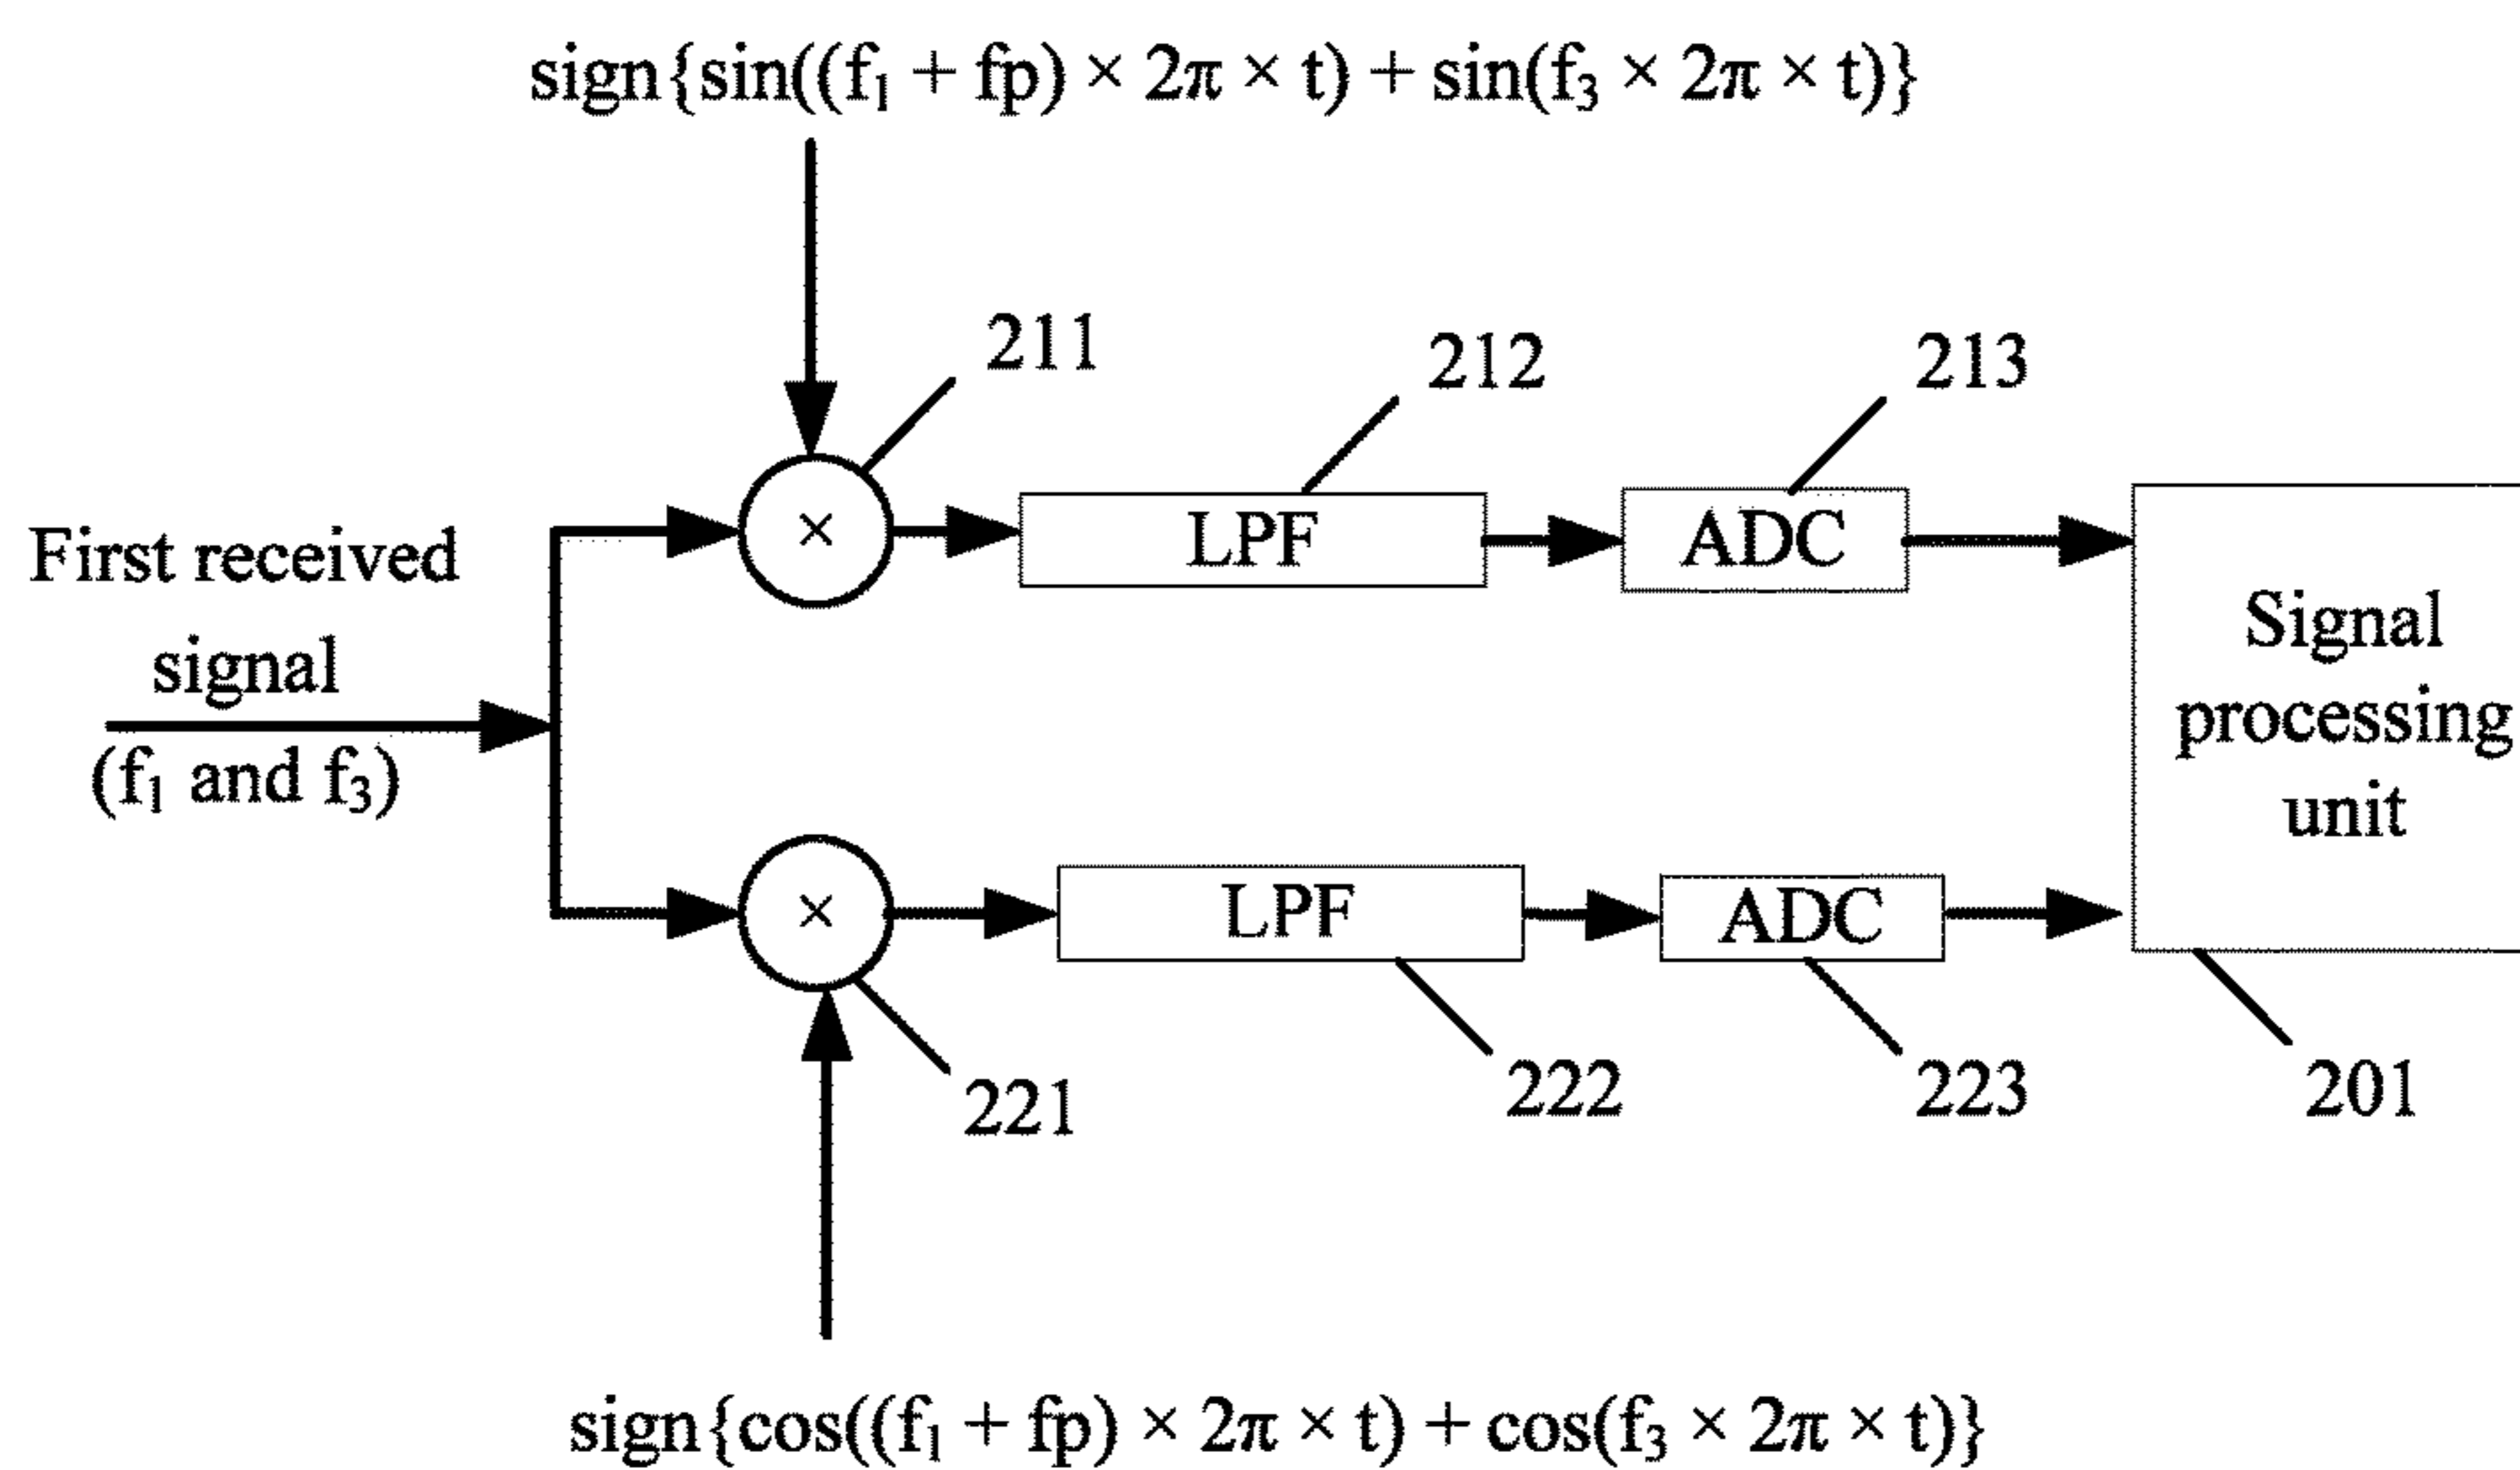 sign{sin((f₁ + fp) × 2π × t) + sin(f₃ × 2π × t)}
211
212
213
First received
signal
(f₁ and f₃)
×
LPF
ADC
Signal
processing
unit
×
LPF
ADC
221
222
223
201
sign{cos((f₁ + fp) × 2π × t) + cos(f₃ × 2π × t)}